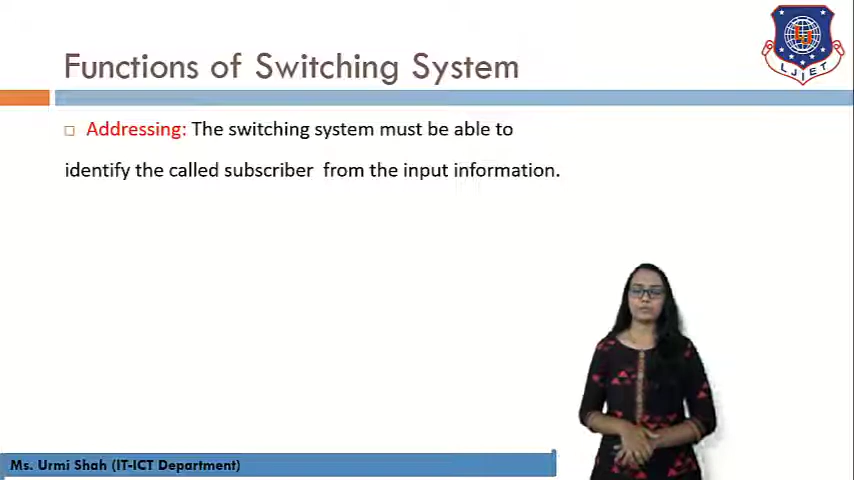 Functions of Switching System
LJIET
Addressing: The switching system must be able to
identify the called subscriber from the input information.
Ms. Urmi Shah (IT-ICT Department)